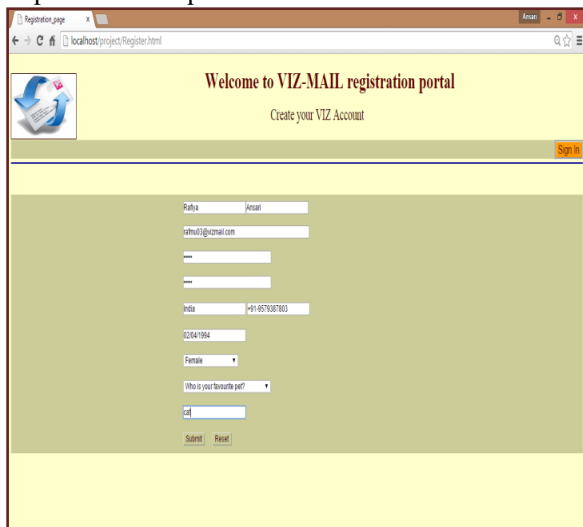 Registration_page x
Ansari
localhost/project/Register.html
Welcome to VIZ-MAIL registration portal
Create your VIZ Account
Sign In
Rafiya Ansari
rafmu03@vizmail.com
••••
••••
India +91-9579387803
02/04/1994
Female
Who is your favourite pet?
cat
Submit Reset